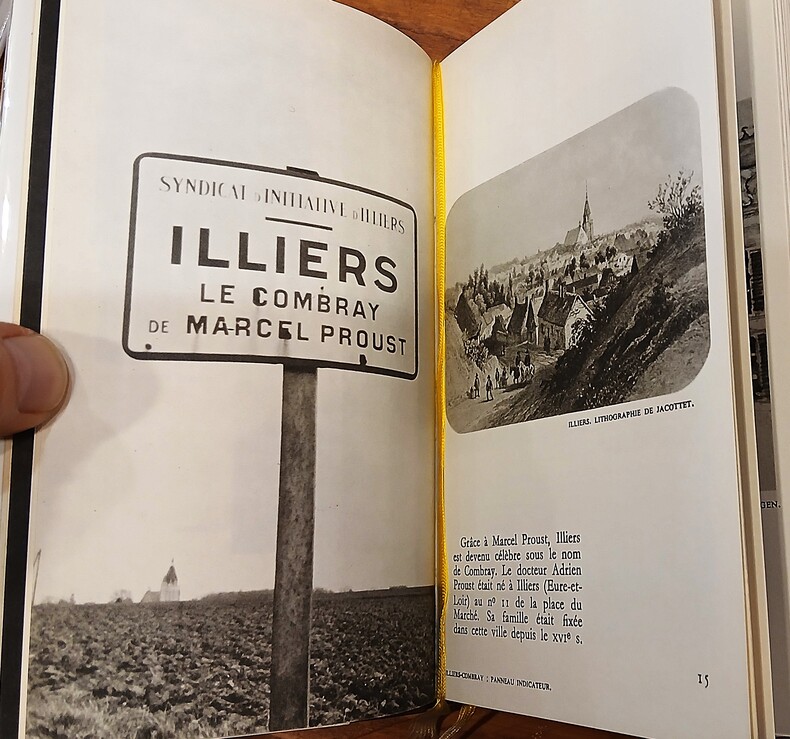 SYNDICAT D'INITIATIVE D'ILLIERS
ILLIERS
LE COMBRAY
DE MARCEL PROUST
ILLIERS. LITHOGRAPHIE DE JACOTTET.
Grâce à Marcel Proust, Illiers
est devenu célèbre sous le nom
de Combray. Le docteur Adrien
Proust était né à Illiers (Eure-et-
Loir) au nº 11 de la place du
Marché. Sa famille était fixée
dans cette ville depuis le XVIe s.
ILLIERS-COMBRAY : PANNEAU INDICATEUR.
15
GEN.